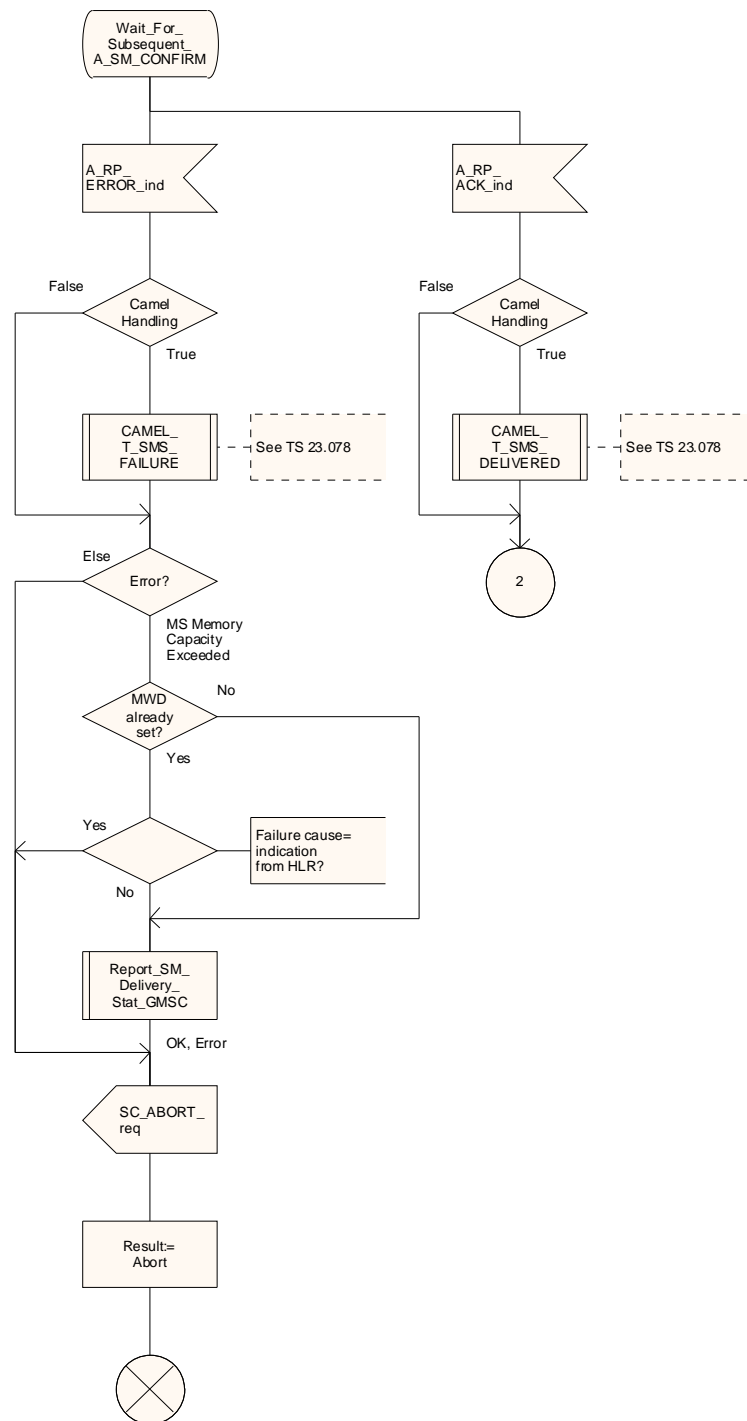 Wait_For_
Subsequent_
A_SM_CONFIRM
A_RP_
ERROR_ind
A_RP_
ACK_ind
False
Camel
Handling
True
False
Camel
Handling
True
CAMEL_
T_SMS_
FAILURE
See TS 23.078
CAMEL_
T_SMS_
DELIVERED
See TS 23.078
Else
Error?
2
MS Memory
Capacity
Exceeded
MWD
already
set?
No
Yes
Yes
Failure cause=
indication
from HLR?
No
Report_SM_
Delivery_
Stat_GMSC
OK, Error
SC_ABORT_
req
Result:=
Abort